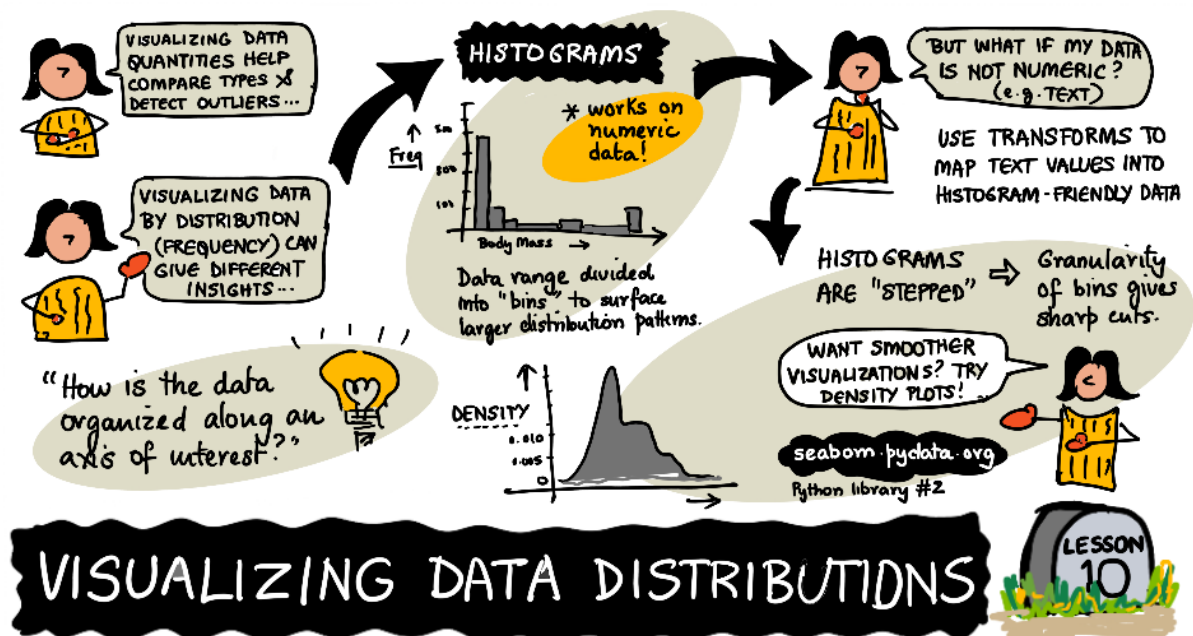 VISUALIZING DATA
QUANTITIES HELP
COMPARE TYPES &
DETECT OUTLIERS...
VISUALIZING DATA
BY DISTRIBUTION
(FREQUENCY) CAN
GIVE DIFFERENT
INSIGHTS...
"How is the data
organized along an
axis of interest?"
HISTOGRAMS
* works on
numeric
data!
Freq
100
Body Mass
Data range divided
into "bins" to surface
larger distribution patterns.
DENSITY
0.010
0.005
0
BUT WHAT IF MY DATA
IS NOT NUMERIC?
(e.g. TEXT)
USE TRANSFORMS TO
MAP TEXT VALUES INTO
HISTOGRAM-FRIENDLY DATA
HISTOGRAMS
ARE "STEPPED"
Granularity
of bins gives
sharp cuts.
WANT SMOOTHER
VISUALIZATIONS? TRY
DENSITY PLOTS!
seaborn.pydata.org
Python library #2
VISUALIZING DATA DISTRIBUTIONS
LESSON
10